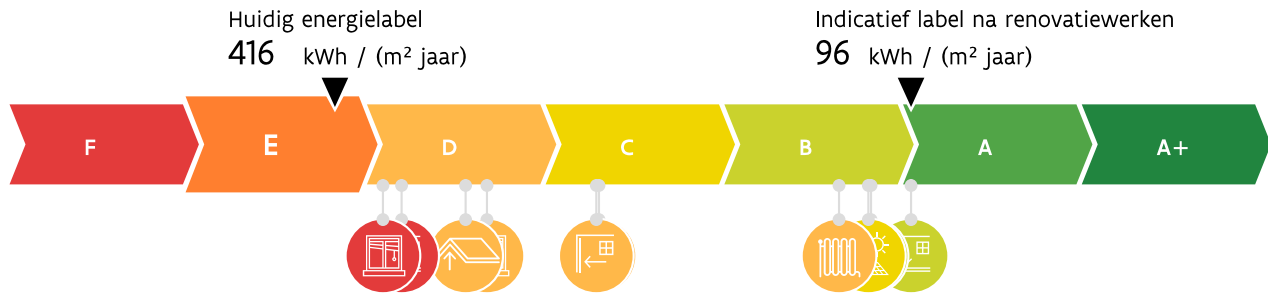 Huidig energielabel
416 kWh / (m² jaar)
Indicatief label na renovatiewerken
96 kWh / (m² jaar)
F E D C B A A+